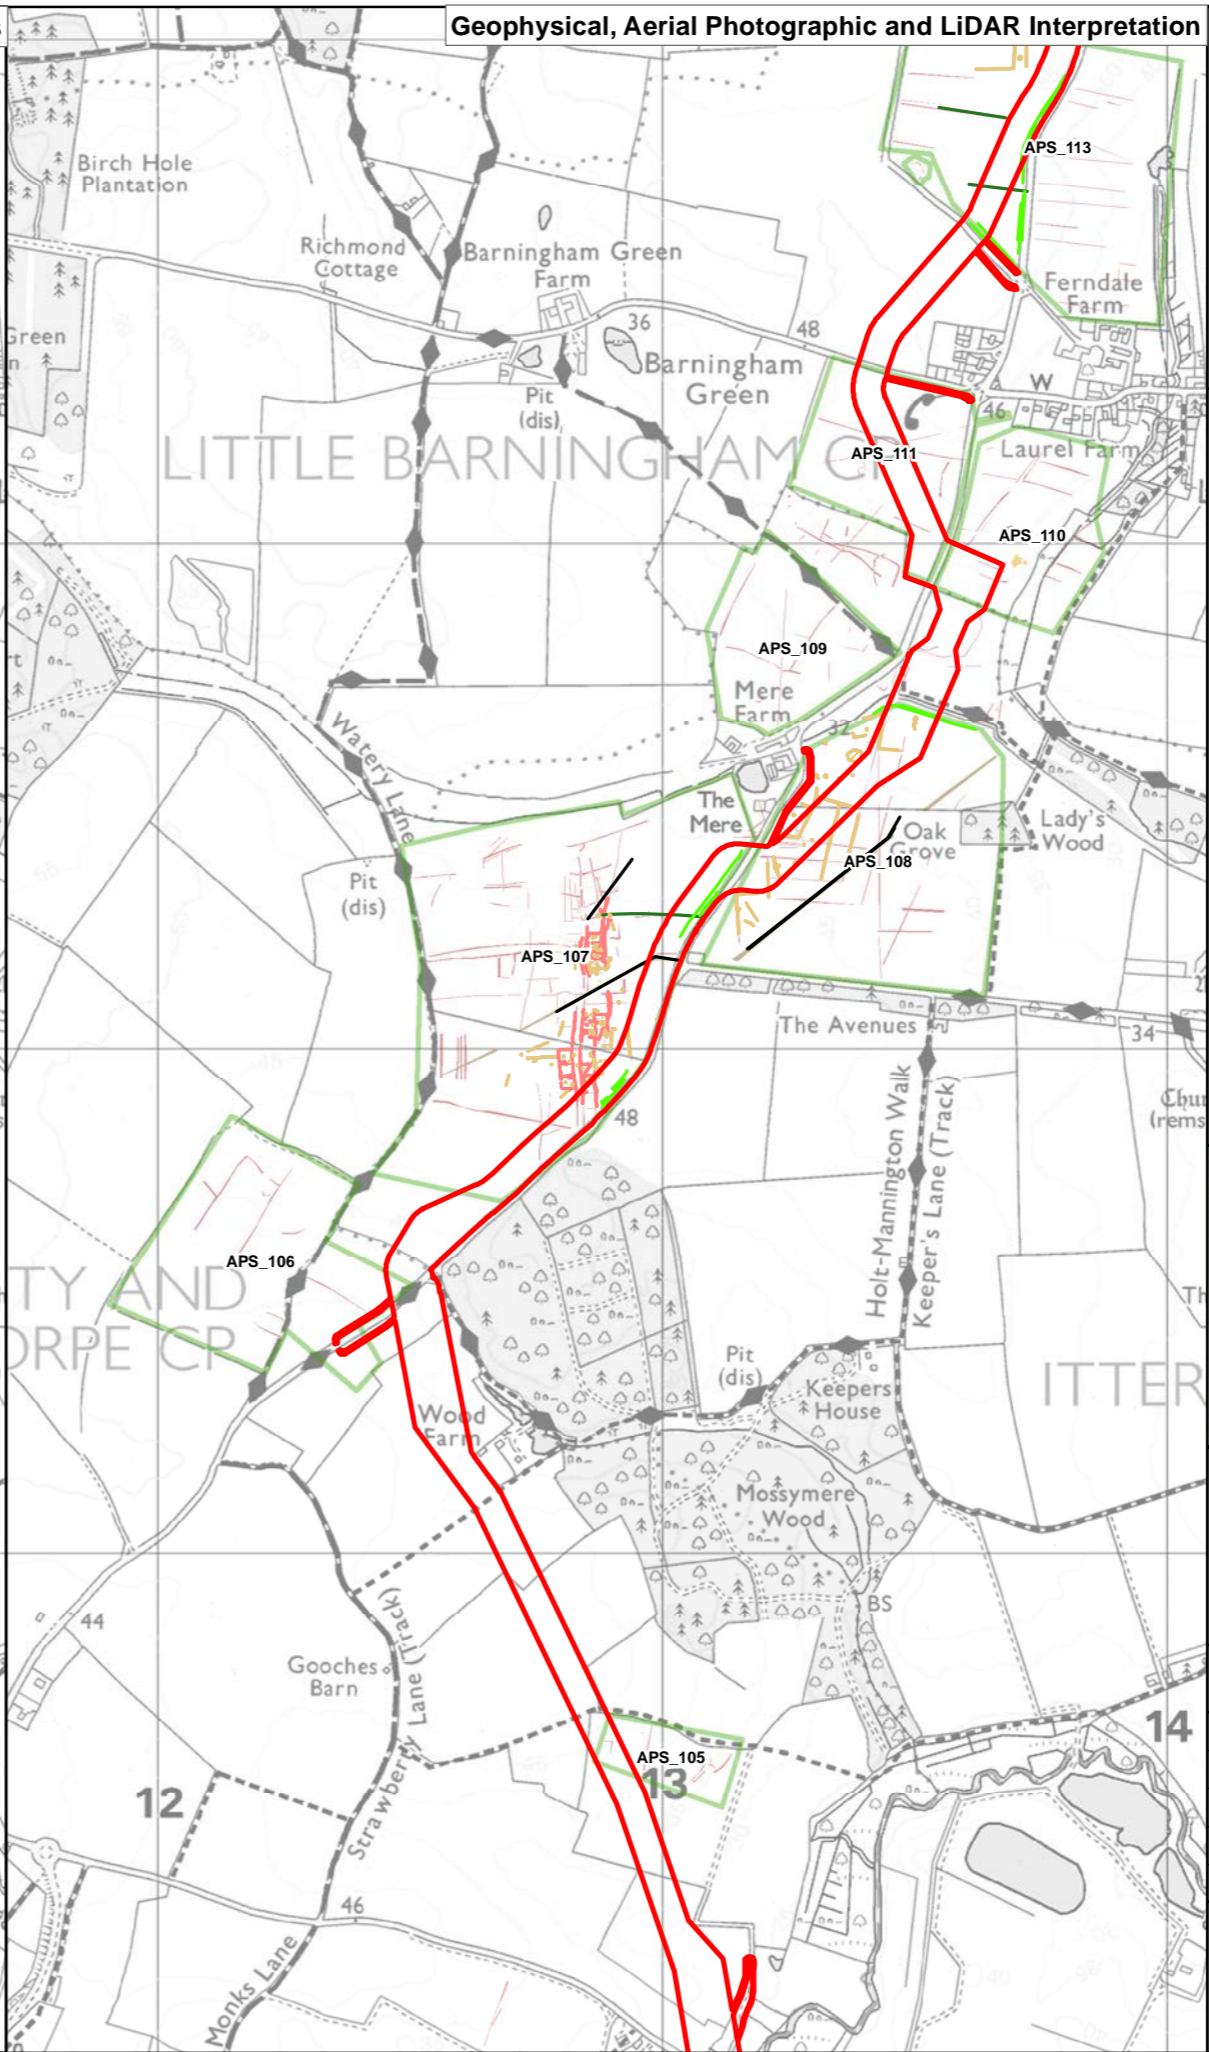 Geophysical, Aerial Photographic and LiDAR Interpretation
APS_113
Birch Hole
Plantation
Richmond
Cottage
Barningham Green
Farm
Ferndale
Farm
36
48
Green
Barningham
Green
W
Pit
(dis)
46
LITTLE BARNINGHAM CP
APS_111
Laurel Farm
APS_110
APS_109
Mere
Farm
32
Watery Lane
The
Mere
Oak
Grove
Lady's
Wood
APS_108
Pit
(dis)
APS_107
The Avenues
34
48
Holt-Mannington Walk
Keeper's Lane (Track)
(rems
APS_106
TY AND
ORPE CP
Pit
(dis)
Keepers
House
ITTER
Wood
Farm
Mossymere
Wood
BS
44
Gooches
Barn
Strawberry Lane (Track)
14
APS_105
13
12
46
Monks Lane